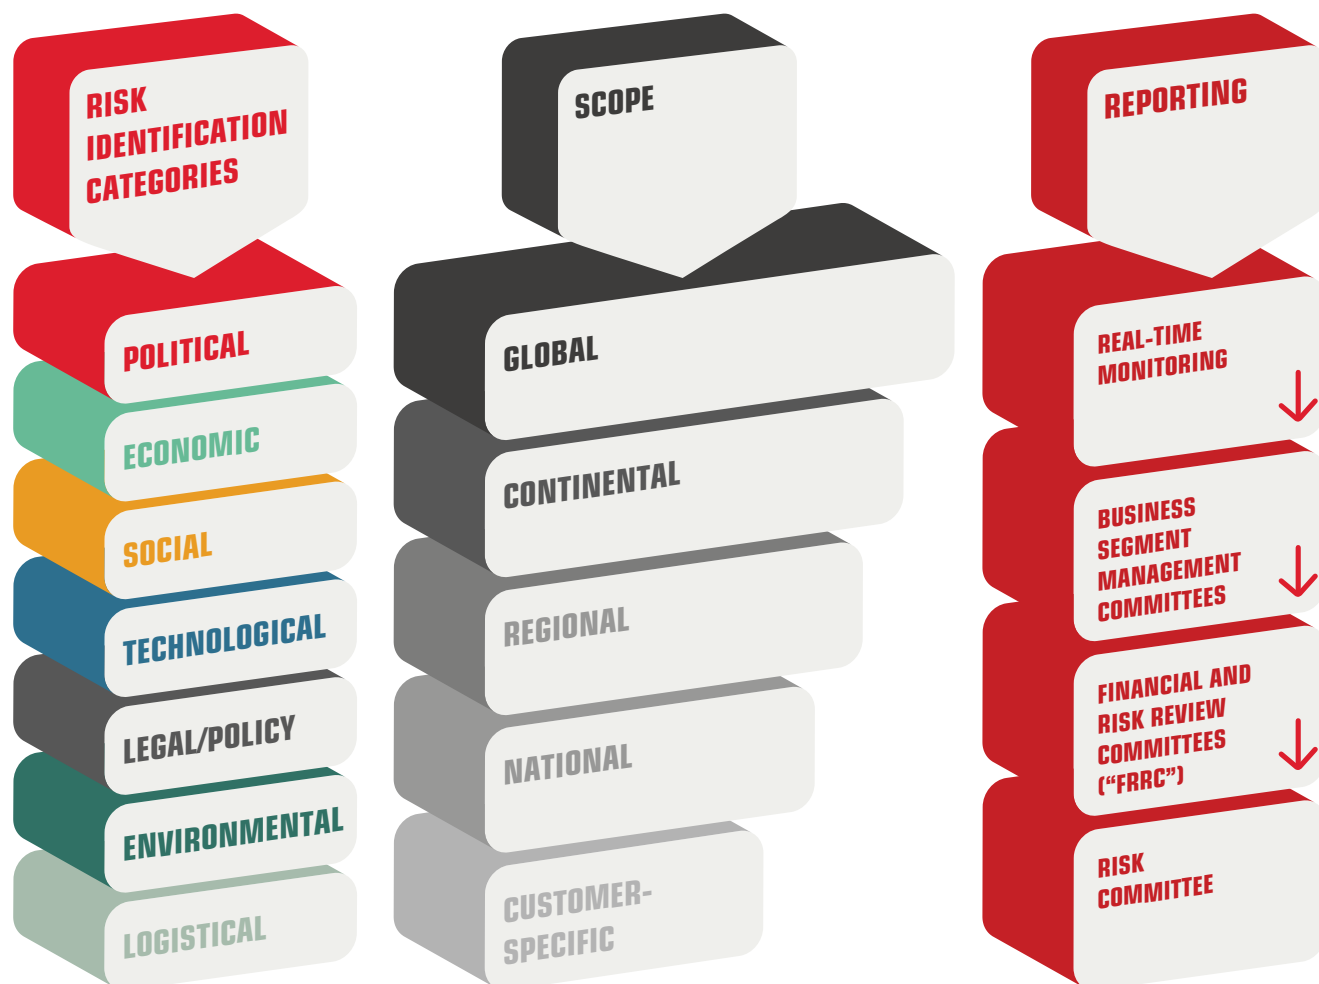 RISK
IDENTIFICATION
CATEGORIES
POLITICAL
ECONOMIC
SOCIAL
TECHNOLOGICAL
LEGAL/POLICY
ENVIRONMENTAL
LOGISTICAL
SCOPE
GLOBAL
CONTINENTAL
REGIONAL
NATIONAL
CUSTOMER-
SPECIFIC
REPORTING
REAL-TIME
MONITORING
BUSINESS
SEGMENT
MANAGEMENT
COMMITTEES
FINANCIAL AND
RISK REVIEW
COMMITTEES
(“FRRC”)
RISK
COMMITTEE